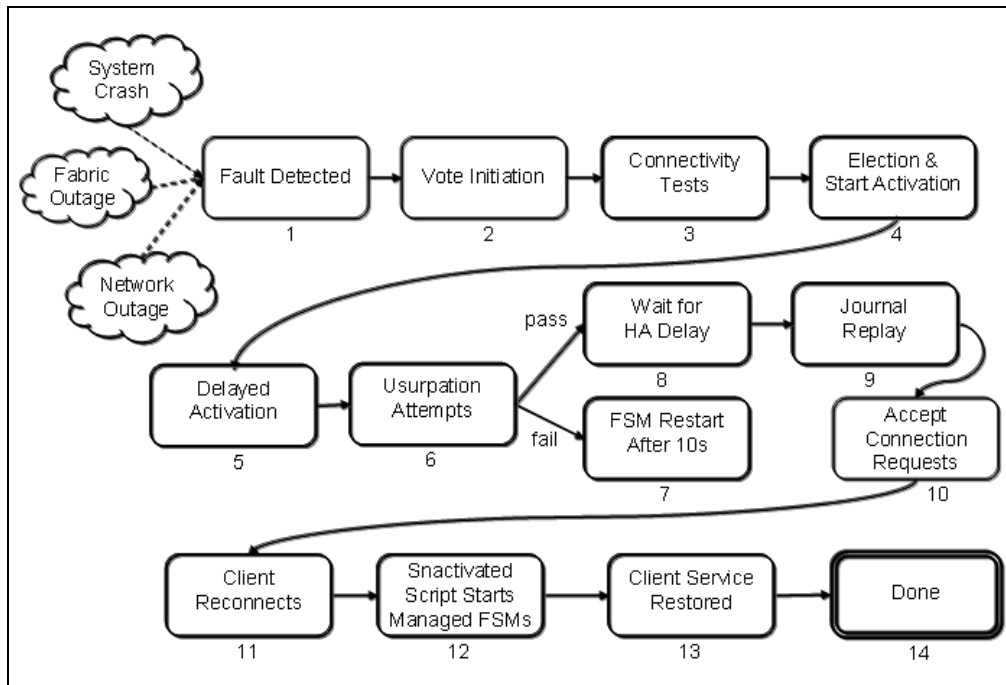 System
Crash
Fabric
Outage
Network
Outage
Fault Detected
1
Vote Initiation
2
Connectivity
Tests
3
Election &
Start Activation
4
Delayed
Activation
5
Usurpation
Attempts
6
pass
fail
Wait for
HA Delay
8
Journal
Replay
9
FSM Restart
After 10s
7
Accept
Connection
Requests
10
Client
Reconnects
11
Snactivated
Script Starts
Managed FSMs
12
Client Service
Restored
13
Done
14